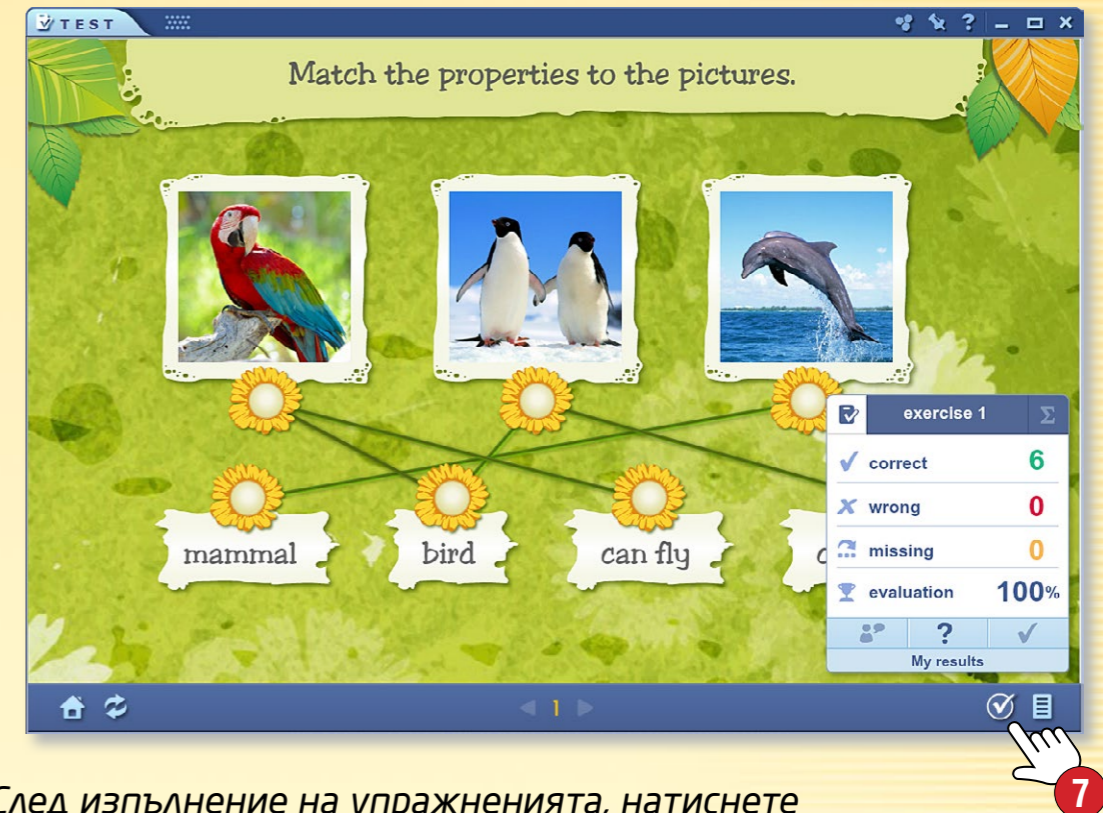 TEST
Match the properties to the pictures.
mammal
bird
can fly
exercise 1
correct 6
wrong 0
missing 0
evaluation 100%
My results
1
След изпълнение на упражненията, натиснете
7